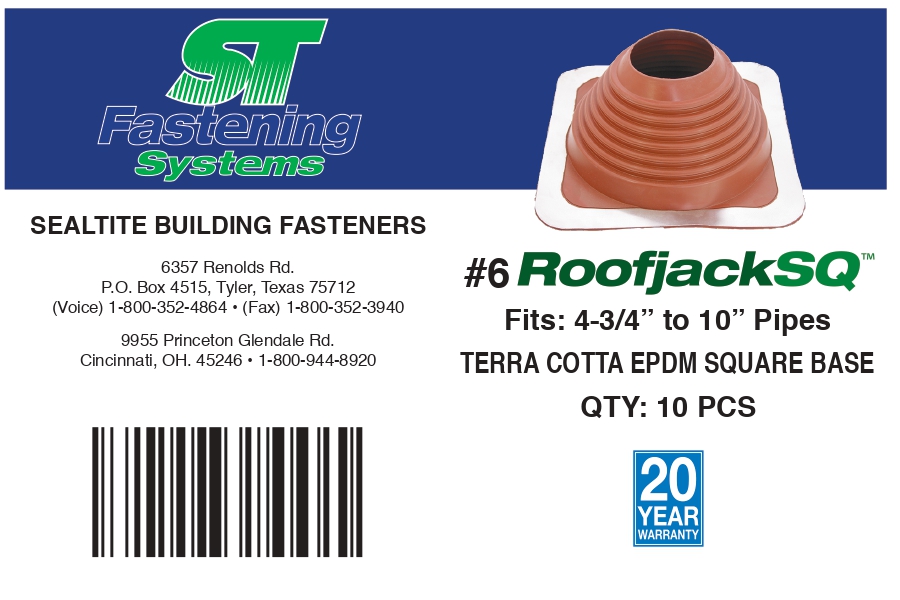 ST
Fastening
Systems
SEALTITE BUILDING FASTENERS
6357 Renolds Rd.
P.O. Box 4515, Tyler, Texas 75712
(Voice) 1-800-352-4864 • (Fax) 1-800-352-3940
9955 Princeton Glendale Rd.
Cincinnati, OH. 45246 • 1-800-944-8920
#6 RoofjackSQ™
Fits: 4-3/4” to 10” Pipes
TERRA COTTA EPDM SQUARE BASE
QTY: 10 PCS
20
YEAR
WARRANTY